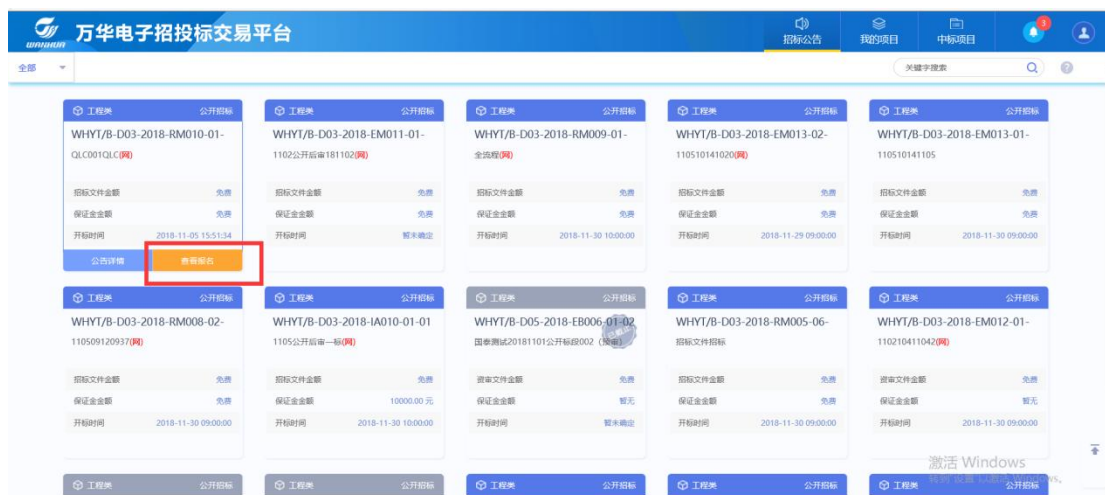 WANHUA 万华电子招投标交易平台 招标公告 我的项目 中标项目 3
全部 关键字搜索 ?
工程类 公开招标 工程类 公开招标 工程类 公开招标 工程类 公开招标 工程类 公开招标
WHYT/B-D03-2018-RM010-01- WHYT/B-D03-2018-EM011-01- WHYT/B-D03-2018-RM009-01- WHYT/B-D03-2018-EM013-02- WHYT/B-D03-2018-EM013-01-
QLC001QLC(网) 1102公开后审181102(网) 全流程(网) 110510141020(网) 110510141105
招标文件金额 免费 招标文件金额 免费 招标文件金额 免费 招标文件金额 免费 招标文件金额 免费
保证金金额 免费 保证金金额 免费 保证金金额 免费 保证金金额 免费 保证金金额 免费
开标时间 2018-11-05 15:51:34 开标时间 暂未确定 开标时间 2018-11-30 10:00:00 开标时间 2018-11-29 09:00:00 开标时间 2018-11-30 09:00:00
公告详情 查看报名
工程类 公开招标 工程类 公开招标 工程类 公开招标 工程类 公开招标 工程类 公开招标
WHYT/B-D03-2018-RM008-02- WHYT/B-D03-2018-IA010-01-01 WHYT/B-D05-2018-EB006-01-02 WHYT/B-D03-2018-RM005-06- WHYT/B-D03-2018-EM012-01-
110509120937(网) 1105公开后审一标(网) 国泰测试20181101公开标段002（预审） 招标文件招标 110210411042(网)
招标文件金额 免费 招标文件金额 免费 资审文件金额 免费 招标文件金额 免费 资审文件金额 免费
保证金金额 免费 保证金金额 10000.00 元 保证金金额 暂无 保证金金额 免费 保证金金额 暂无
开标时间 2018-11-30 09:00:00 开标时间 2018-11-30 10:00:00 开标时间 暂未确定 开标时间 2018-11-30 09:00:00 开标时间 2018-11-30 09:00:00
激活 Windows
转到"设置"以激活 Windows。
工程类 公开招标 工程类 公开招标 工程类 公开招标 工程类 公开招标 工程类 公开招标